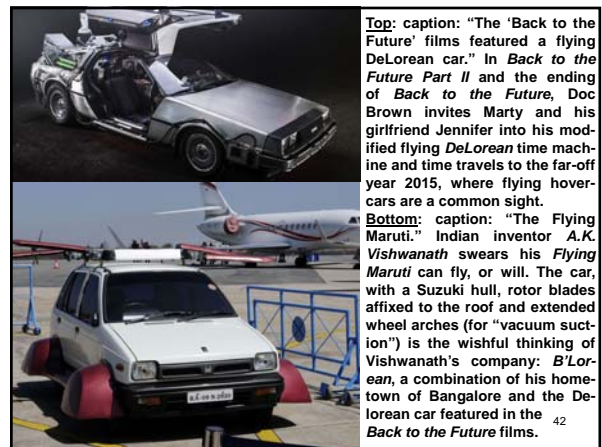 Top: caption: “The ‘Back to the
Future’ films featured a flying
DeLorean car.” In Back to the
Future Part II and the ending
of Back to the Future, Doc
Brown invites Marty and his
girlfriend Jennifer into his mod-
ified flying DeLorean time mach-
ine and time travels to the far-off
year 2015, where flying hover-
cars are a common sight.
Bottom: caption: “The Flying
Maruti.” Indian inventor A.K.
Vishwanath swears his Flying
Maruti can fly, or will. The car,
with a Suzuki hull, rotor blades
affixed to the roof and extended
wheel arches (for “vacuum suct-
ion”) is the wishful thinking of
Vishwanath’s company: B’Lor-
ean, a combination of his home-
town of Bangalore and the De-
lorean car featured in the
Back to the Future films.
42